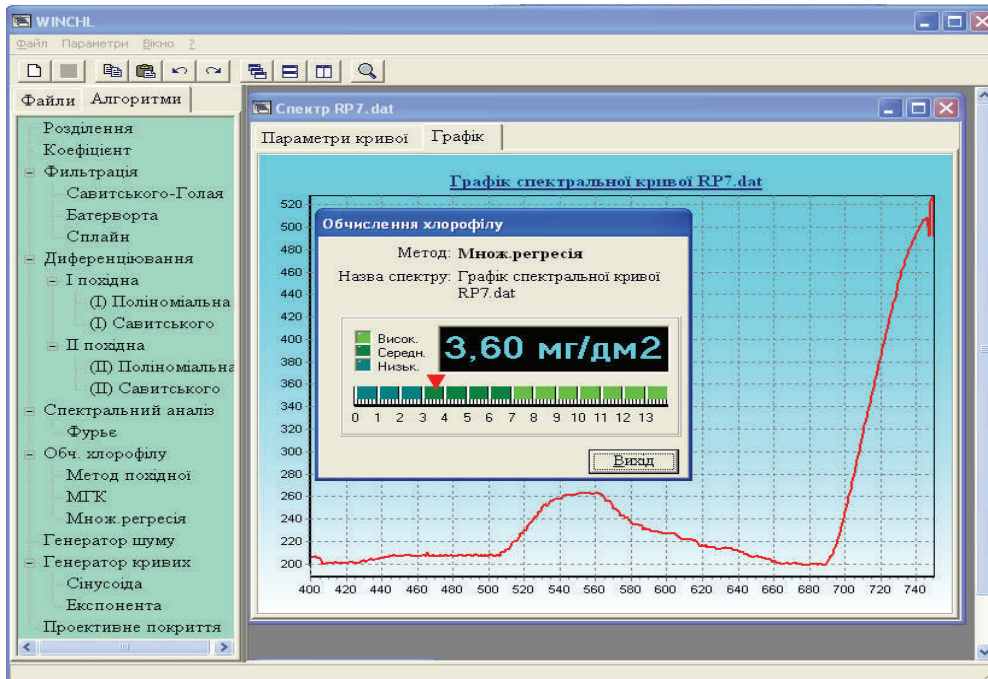 WINCHL
Файл Параметри Вікно ?
Файли Алгоритми
Розділення
Коефіцієнт
Фильтрація
Савитського-Голая
Батерворта
Сплайн
Диференціювання
I похідна
(I) Поліноміальна
(I) Савитського
II похідна
(II) Поліноміальна
(II) Савитського
Спектральний аналіз
Фурьє
Обч. хлорофілу
Метод похідної
МГК
Множ.регресія
Генератор шуму
Генератор кривих
Сінусоїда
Експонента
Проективне покриття
Спектр RP7.dat
Параметри кривої Графік
Графік спектральної кривої RP7.dat
520
500
480
460
440
420
400
380
360
340
320
300
280
260
240
220
200
400 420 440 460 480 500 520 540 560 580 600 620 640 660 680 700 720 740
Обчислення хлорофілу
Метод: Множ.регресія
Назва спектру: Графік спектральної кривої
RP7.dat
Висок.
Середн.
Низьк.
3,60 мг/дм2
0 1 2 3 4 5 6 7 8 9 10 11 12 13
Вихід